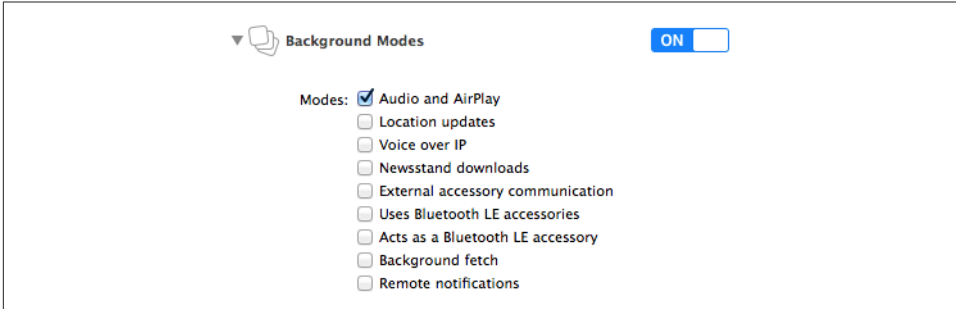 Background Modes ON
Modes: Audio and AirPlay
Location updates
Voice over IP
Newsstand downloads
External accessory communication
Uses Bluetooth LE accessories
Acts as a Bluetooth LE accessory
Background fetch
Remote notifications